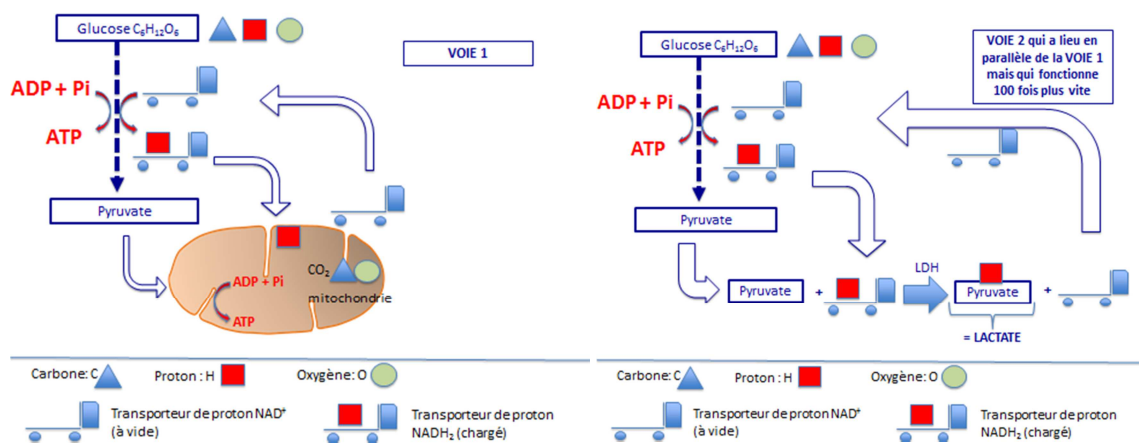 Glucose C₆H₁₂O₆
VOIE 1
ADP + Pi
ATP
Pyruvate
ADP + Pi
ATP
CO₂
mitochondrie
Carbone: C
Proton : H
Oxygène: O
Transporteur de proton NAD⁺
(à vide)
Transporteur de proton
NADH₂ (chargé)
Glucose C₆H₁₂O₆
VOIE 2 qui a lieu en
parallèle de la VOIE 1
mais qui fonctionne
100 fois plus vite
ADP + Pi
ATP
Pyruvate
Pyruvate
+
LDH
Pyruvate
+
= LACTATE
Carbone: C
Proton : H
Oxygène: O
Transporteur de proton NAD⁺
(à vide)
Transporteur de proton
NADH₂ (chargé)